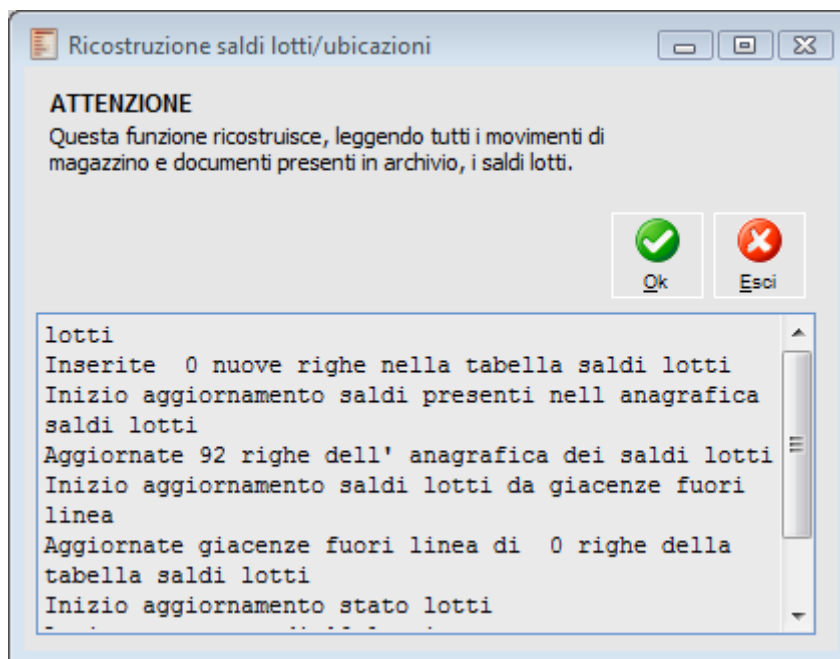 Ricostruzione saldi lotti/ubicazioni
ATTENZIONE
Questa funzione ricostruisce, leggendo tutti i movimenti di
magazzino e documenti presenti in archivio, i saldi lotti.
Ok
Esci
lotti
Inserite  0 nuove righe nella tabella saldi lotti
Inizio aggiornamento saldi presenti nell anagrafica
saldi lotti
Aggiornate 92 righe dell' anagrafica dei saldi lotti
Inizio aggiornamento saldi lotti da giacenze fuori
linea
Aggiornate giacenze fuori linea di  0 righe della
tabella saldi lotti
Inizio aggiornamento stato lotti